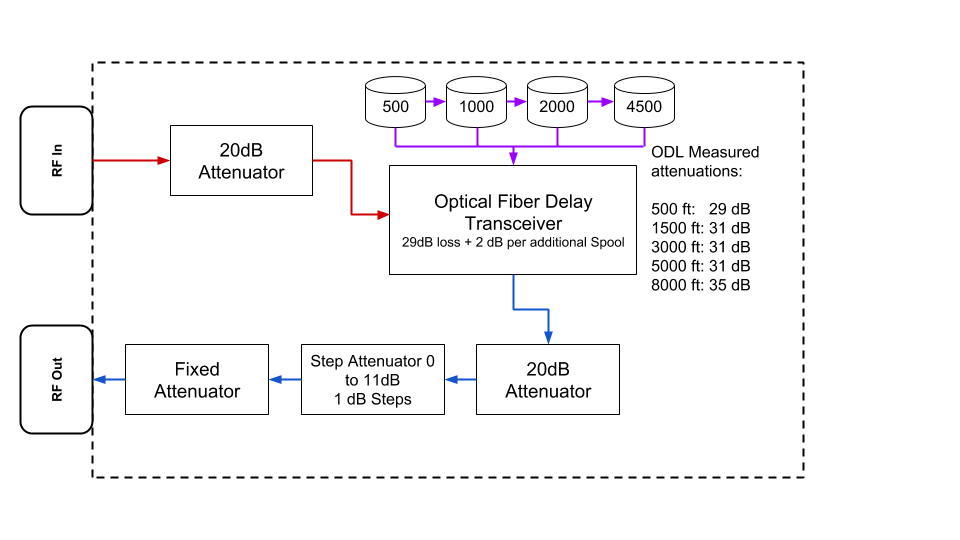 500
1000
2000
4500
RF In
20dB
Attenuator
ODL Measured
attenuations:
500 ft: 29 dB
1500 ft: 31 dB
3000 ft: 31 dB
5000 ft: 31 dB
8000 ft: 35 dB
Optical Fiber Delay
Transceiver
29dB loss + 2 dB per additional Spool
RF Out
Fixed
Attenuator
Step Attenuator 0
to 11dB
1 dB Steps
20dB
Attenuator